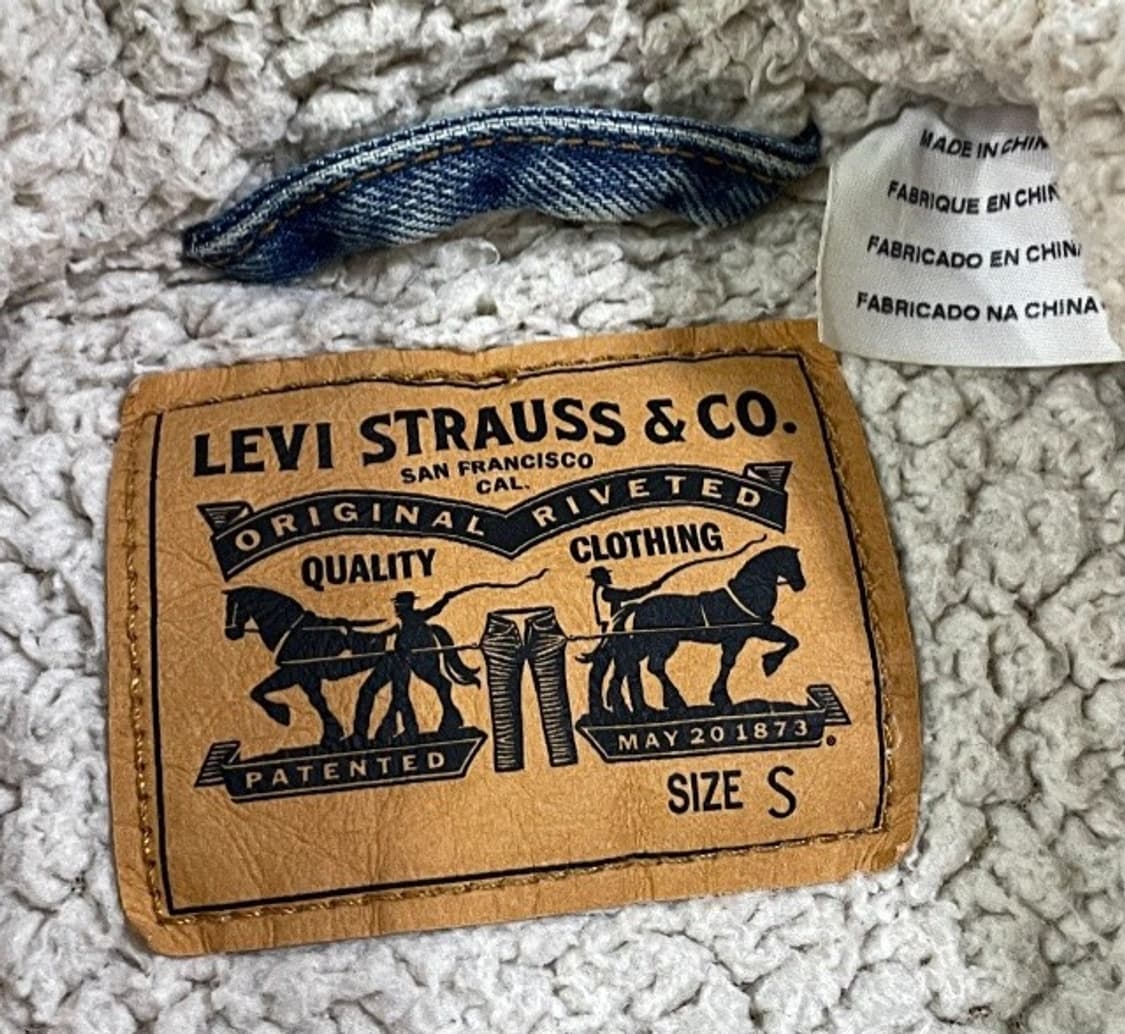 MADE IN CHIN
FABRIQUE EN CHIN
FABRICADO EN CHINA
FABRICADO NA CHINA
LEVI STRAUSS & CO.
SAN FRANCISCO
CAL.
ORIGINAL RIVETED
QUALITY CLOTHING
PATENTED MAY 20 1873
SIZE S